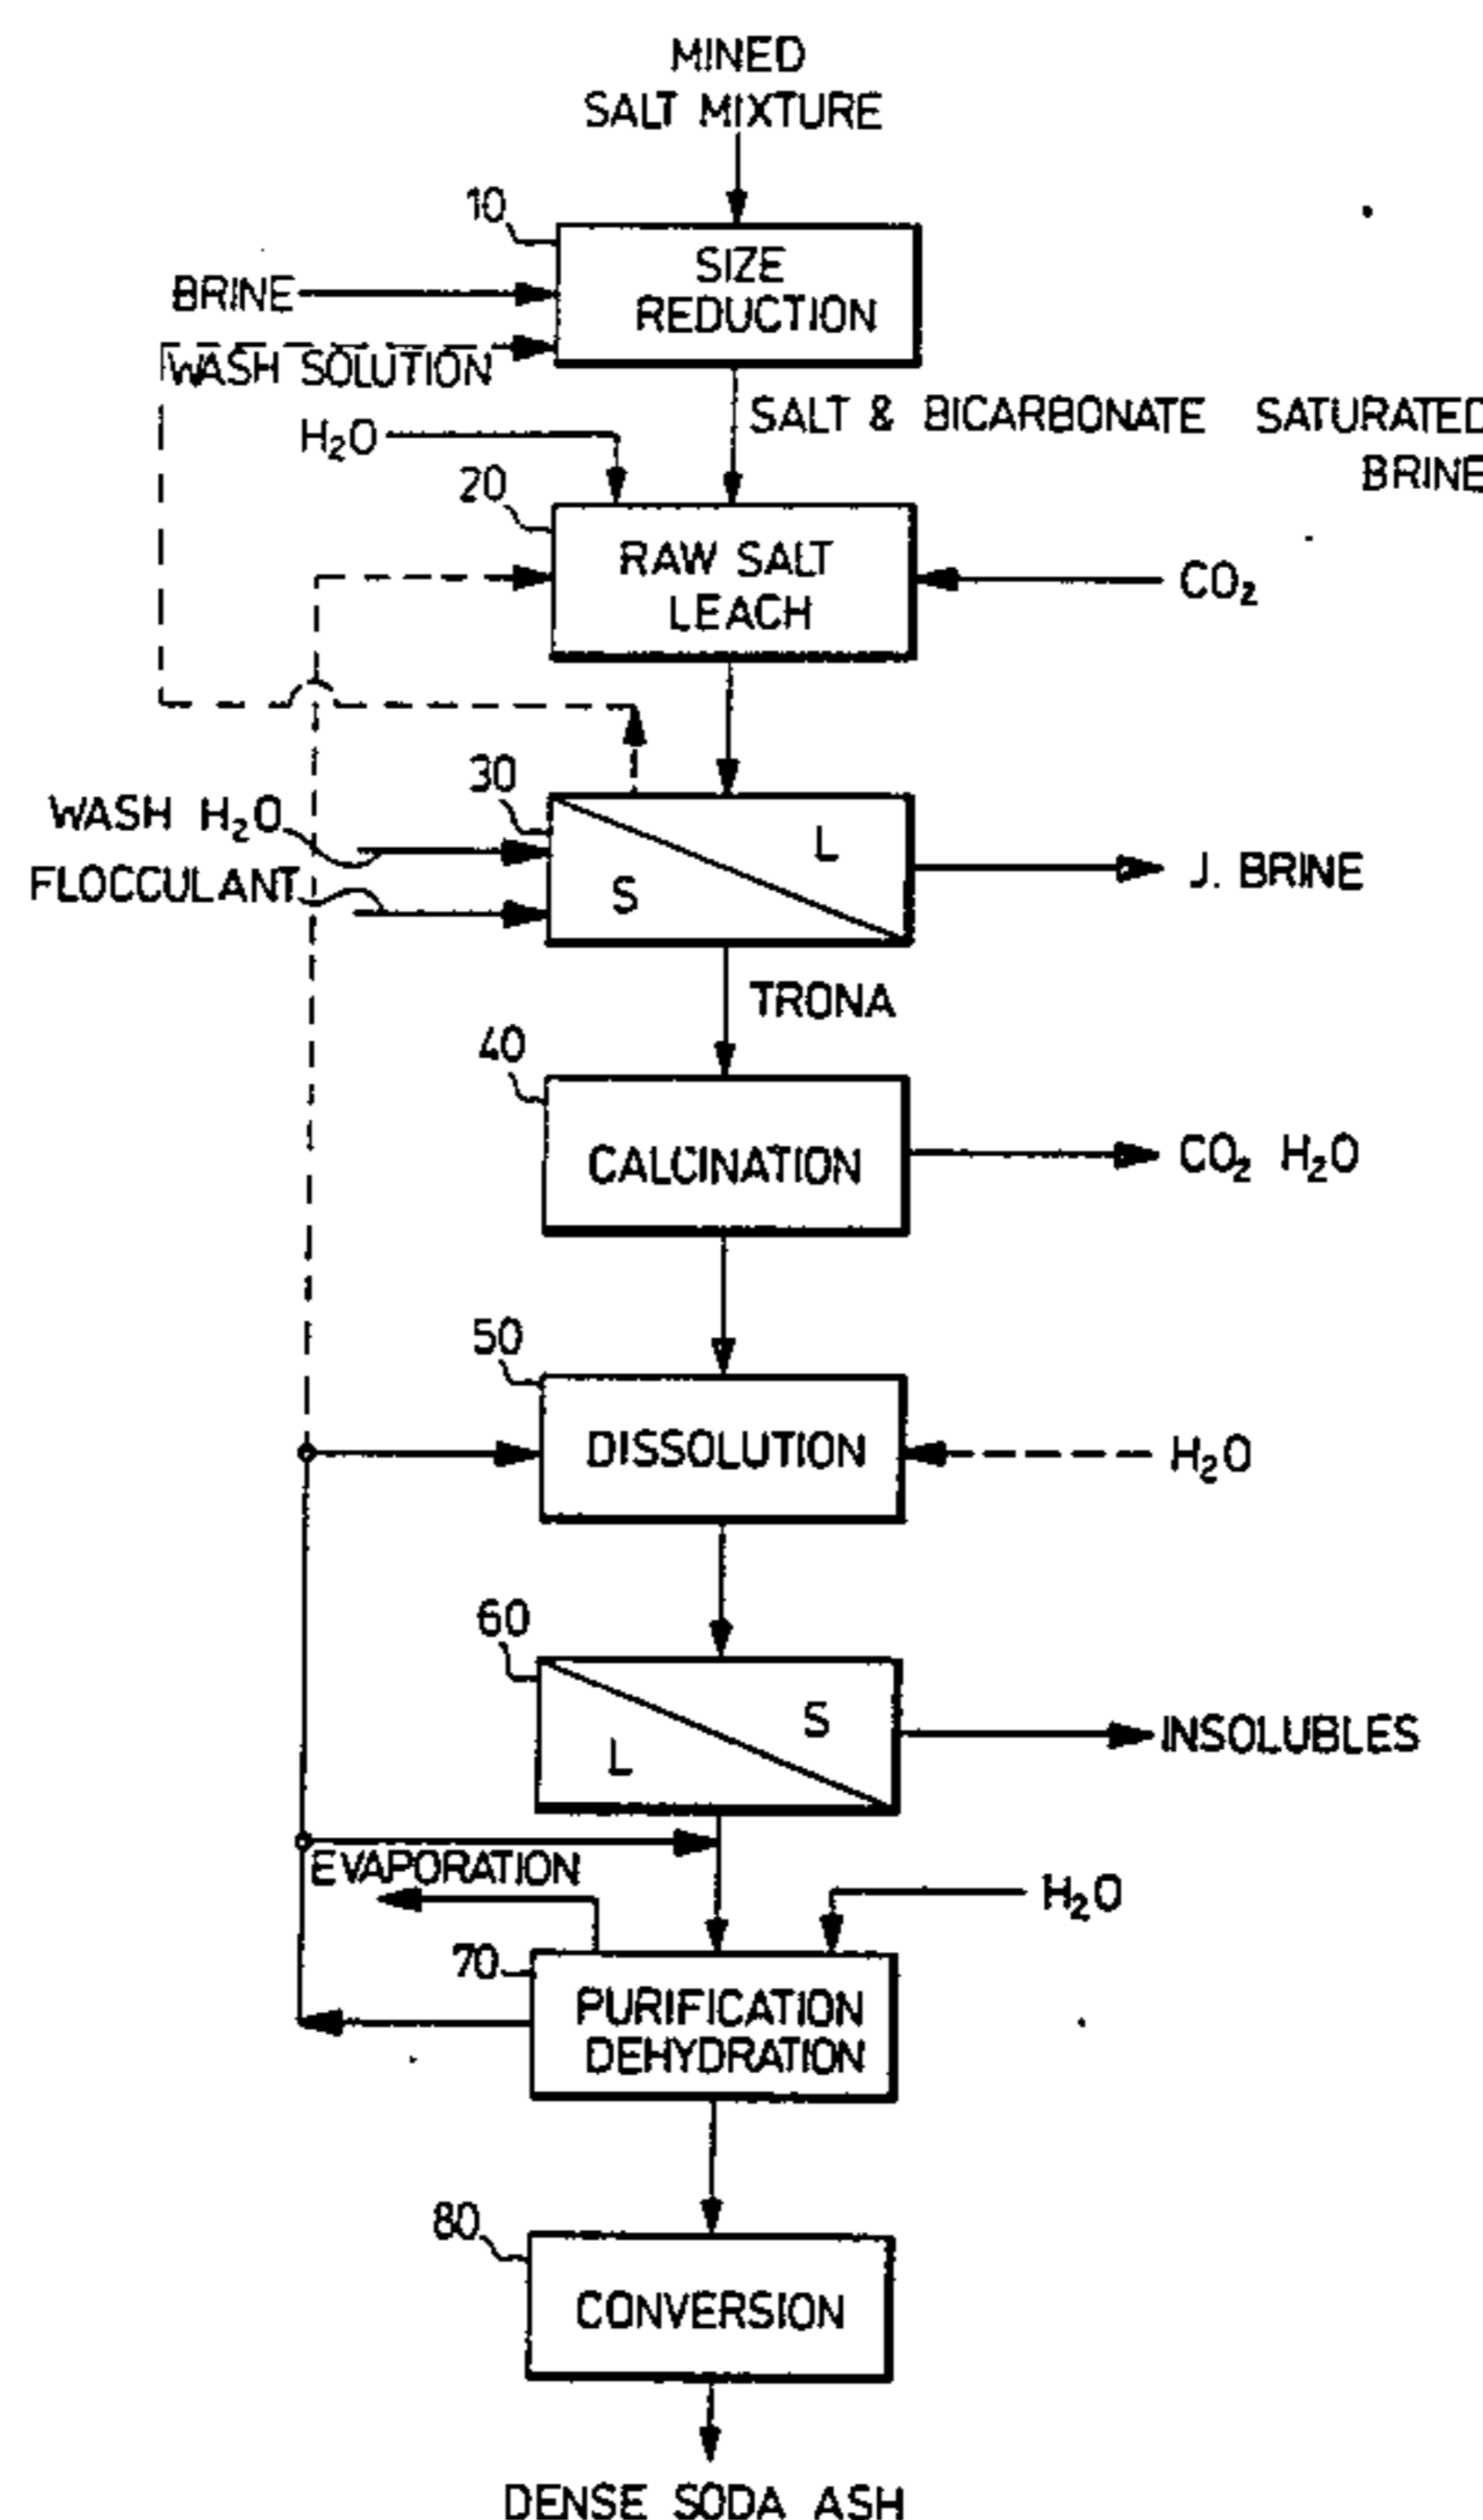 MINED
SALT MIXTURE
10
SIZE
REDUCTION
BRINE
WASH SOLUTION
SALT & BICARBONATE SATURATED
BRINE
H₂O
20
RAW SALT
LEACH
CO₂
30
WASH H₂O
FLOCCULANT
L
S
J. BRINE
TRONA
40
CALCINATION
CO₂ H₂O
50
DISSOLUTION
H₂O
60
S
L
INSOLUBLES
EVAPORATION
H₂O
70
PURIFICATION
DEHYDRATION
80
CONVERSION
DENSE SODA ASH